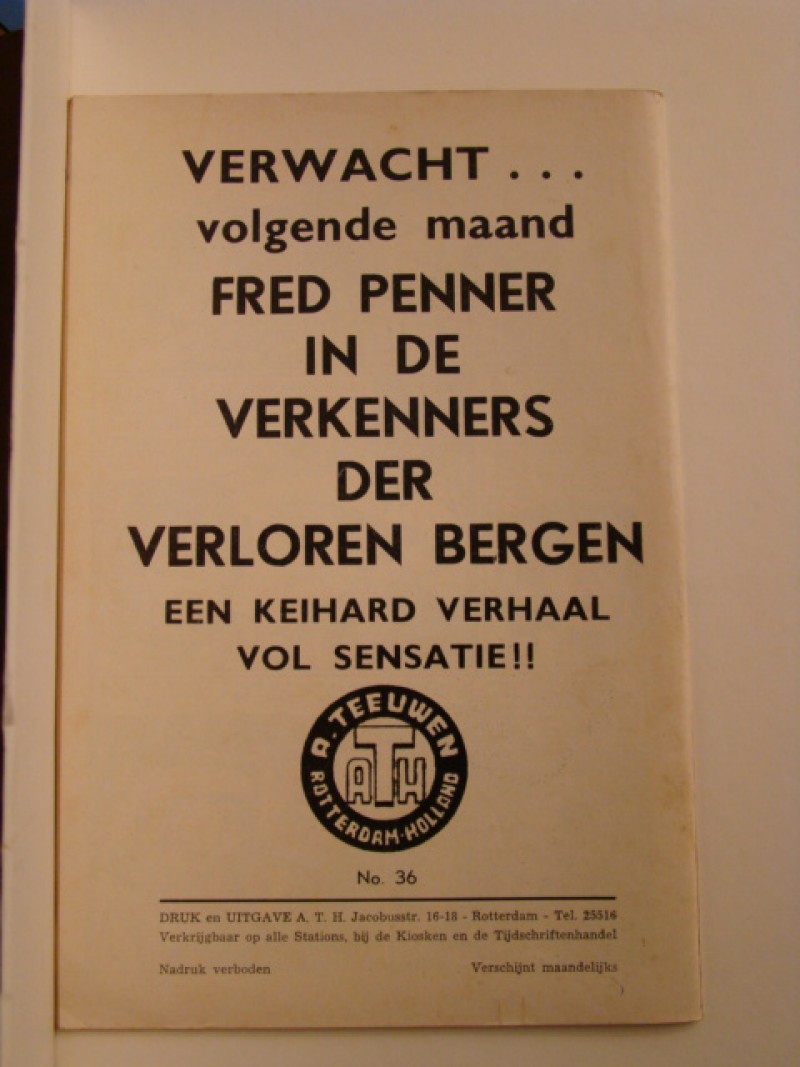 VERWACHT...
volgende maand
FRED PENNER
IN DE
VERKENNERS
DER
VERLOREN BERGEN
EEN KEIHARD VERHAAL
VOL SENSATIE!!
A. TEEUWEN
ATH
ROTTERDAM-HOLLAND
No. 36
DRUK en UITGAVE A. T. H. Jacobusstr. 16-18 - Rotterdam - Tel. 25516
Verkrijgbaar op alle Stations, bij de Kiosken en de Tijdschriftenhandel
Nadruk verboden Verschijnt maandelijks